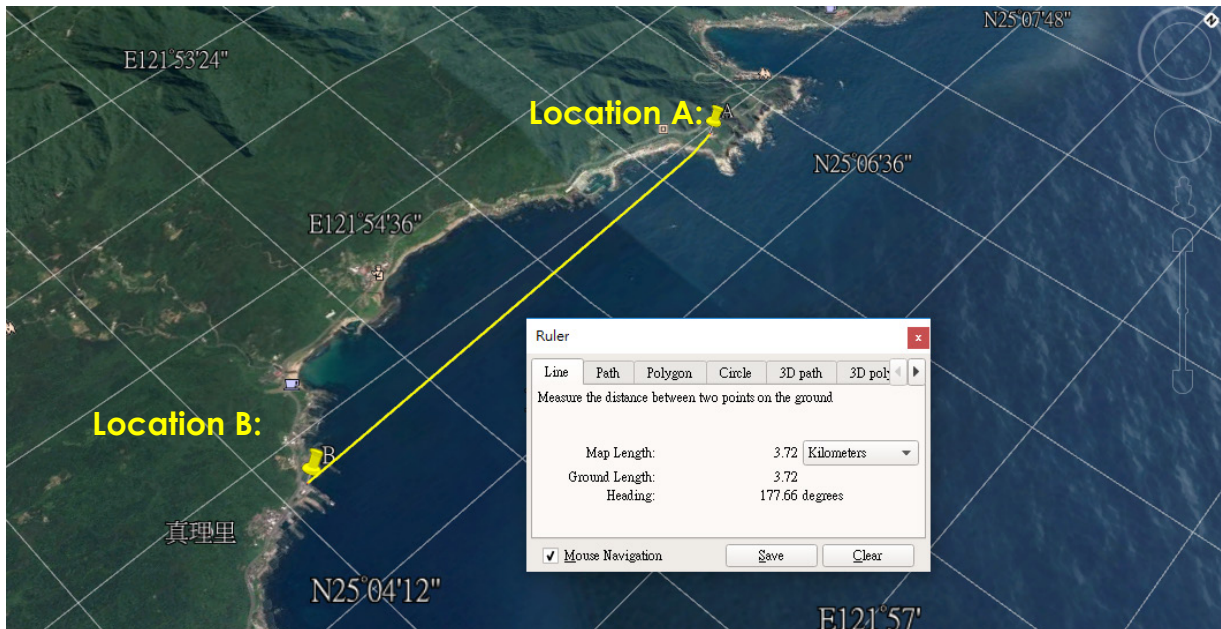 N25°07'48"
N
E121°53'24"
Location A:
A
N25°06'36"
E121°54'36"
Ruler
x
Line
Path
Polygon
Circle
3D path
3D pol
Measure the distance between two points on the ground
Map Length:
3.72
Kilometers
Ground Length:
3.72
Heading:
177.66 degrees
Mouse Navigation
Save
Clear
Location B:
B
真理里
N25°04'12"
E121°57'